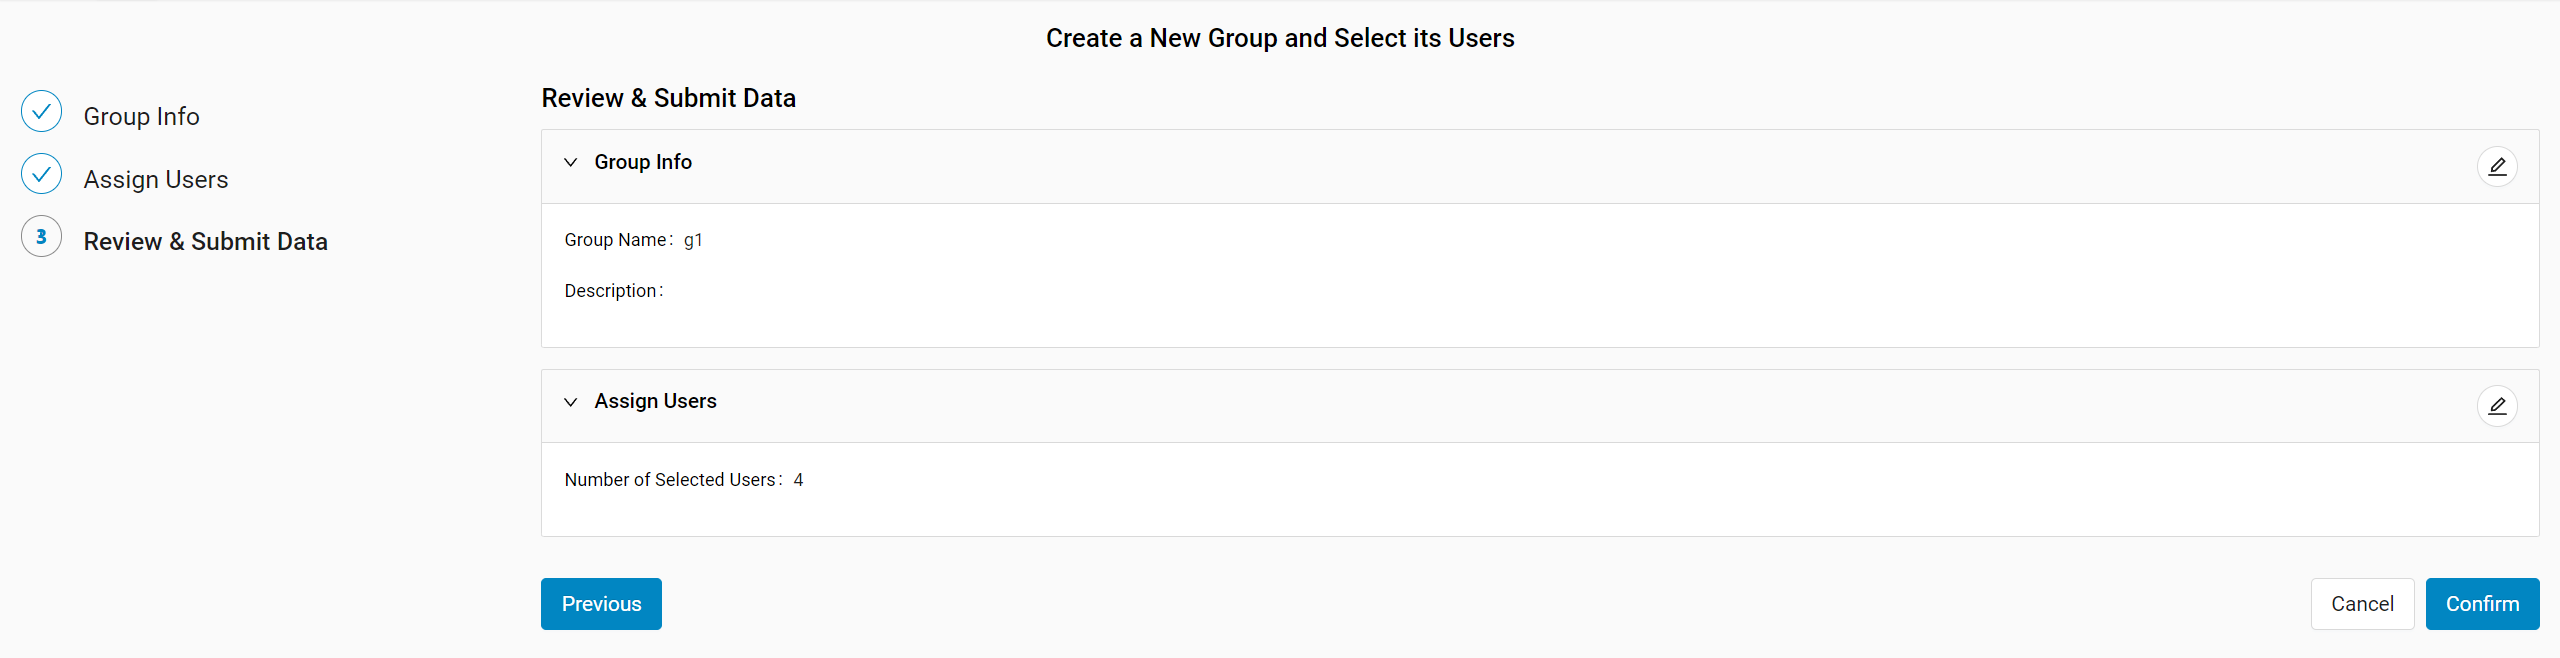 Create a New Group and Select its Users
Group Info
Assign Users
3 Review & Submit Data
Review & Submit Data
Group Info
Group Name: g1
Description:
Assign Users
Number of Selected Users: 4
Previous
Cancel
Confirm